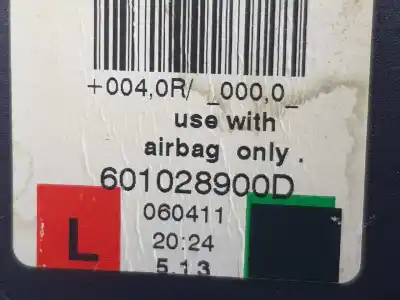 +004,0R/ _000,0_
use with
airbag only .
601028900D
060411
L
20:24
5.13